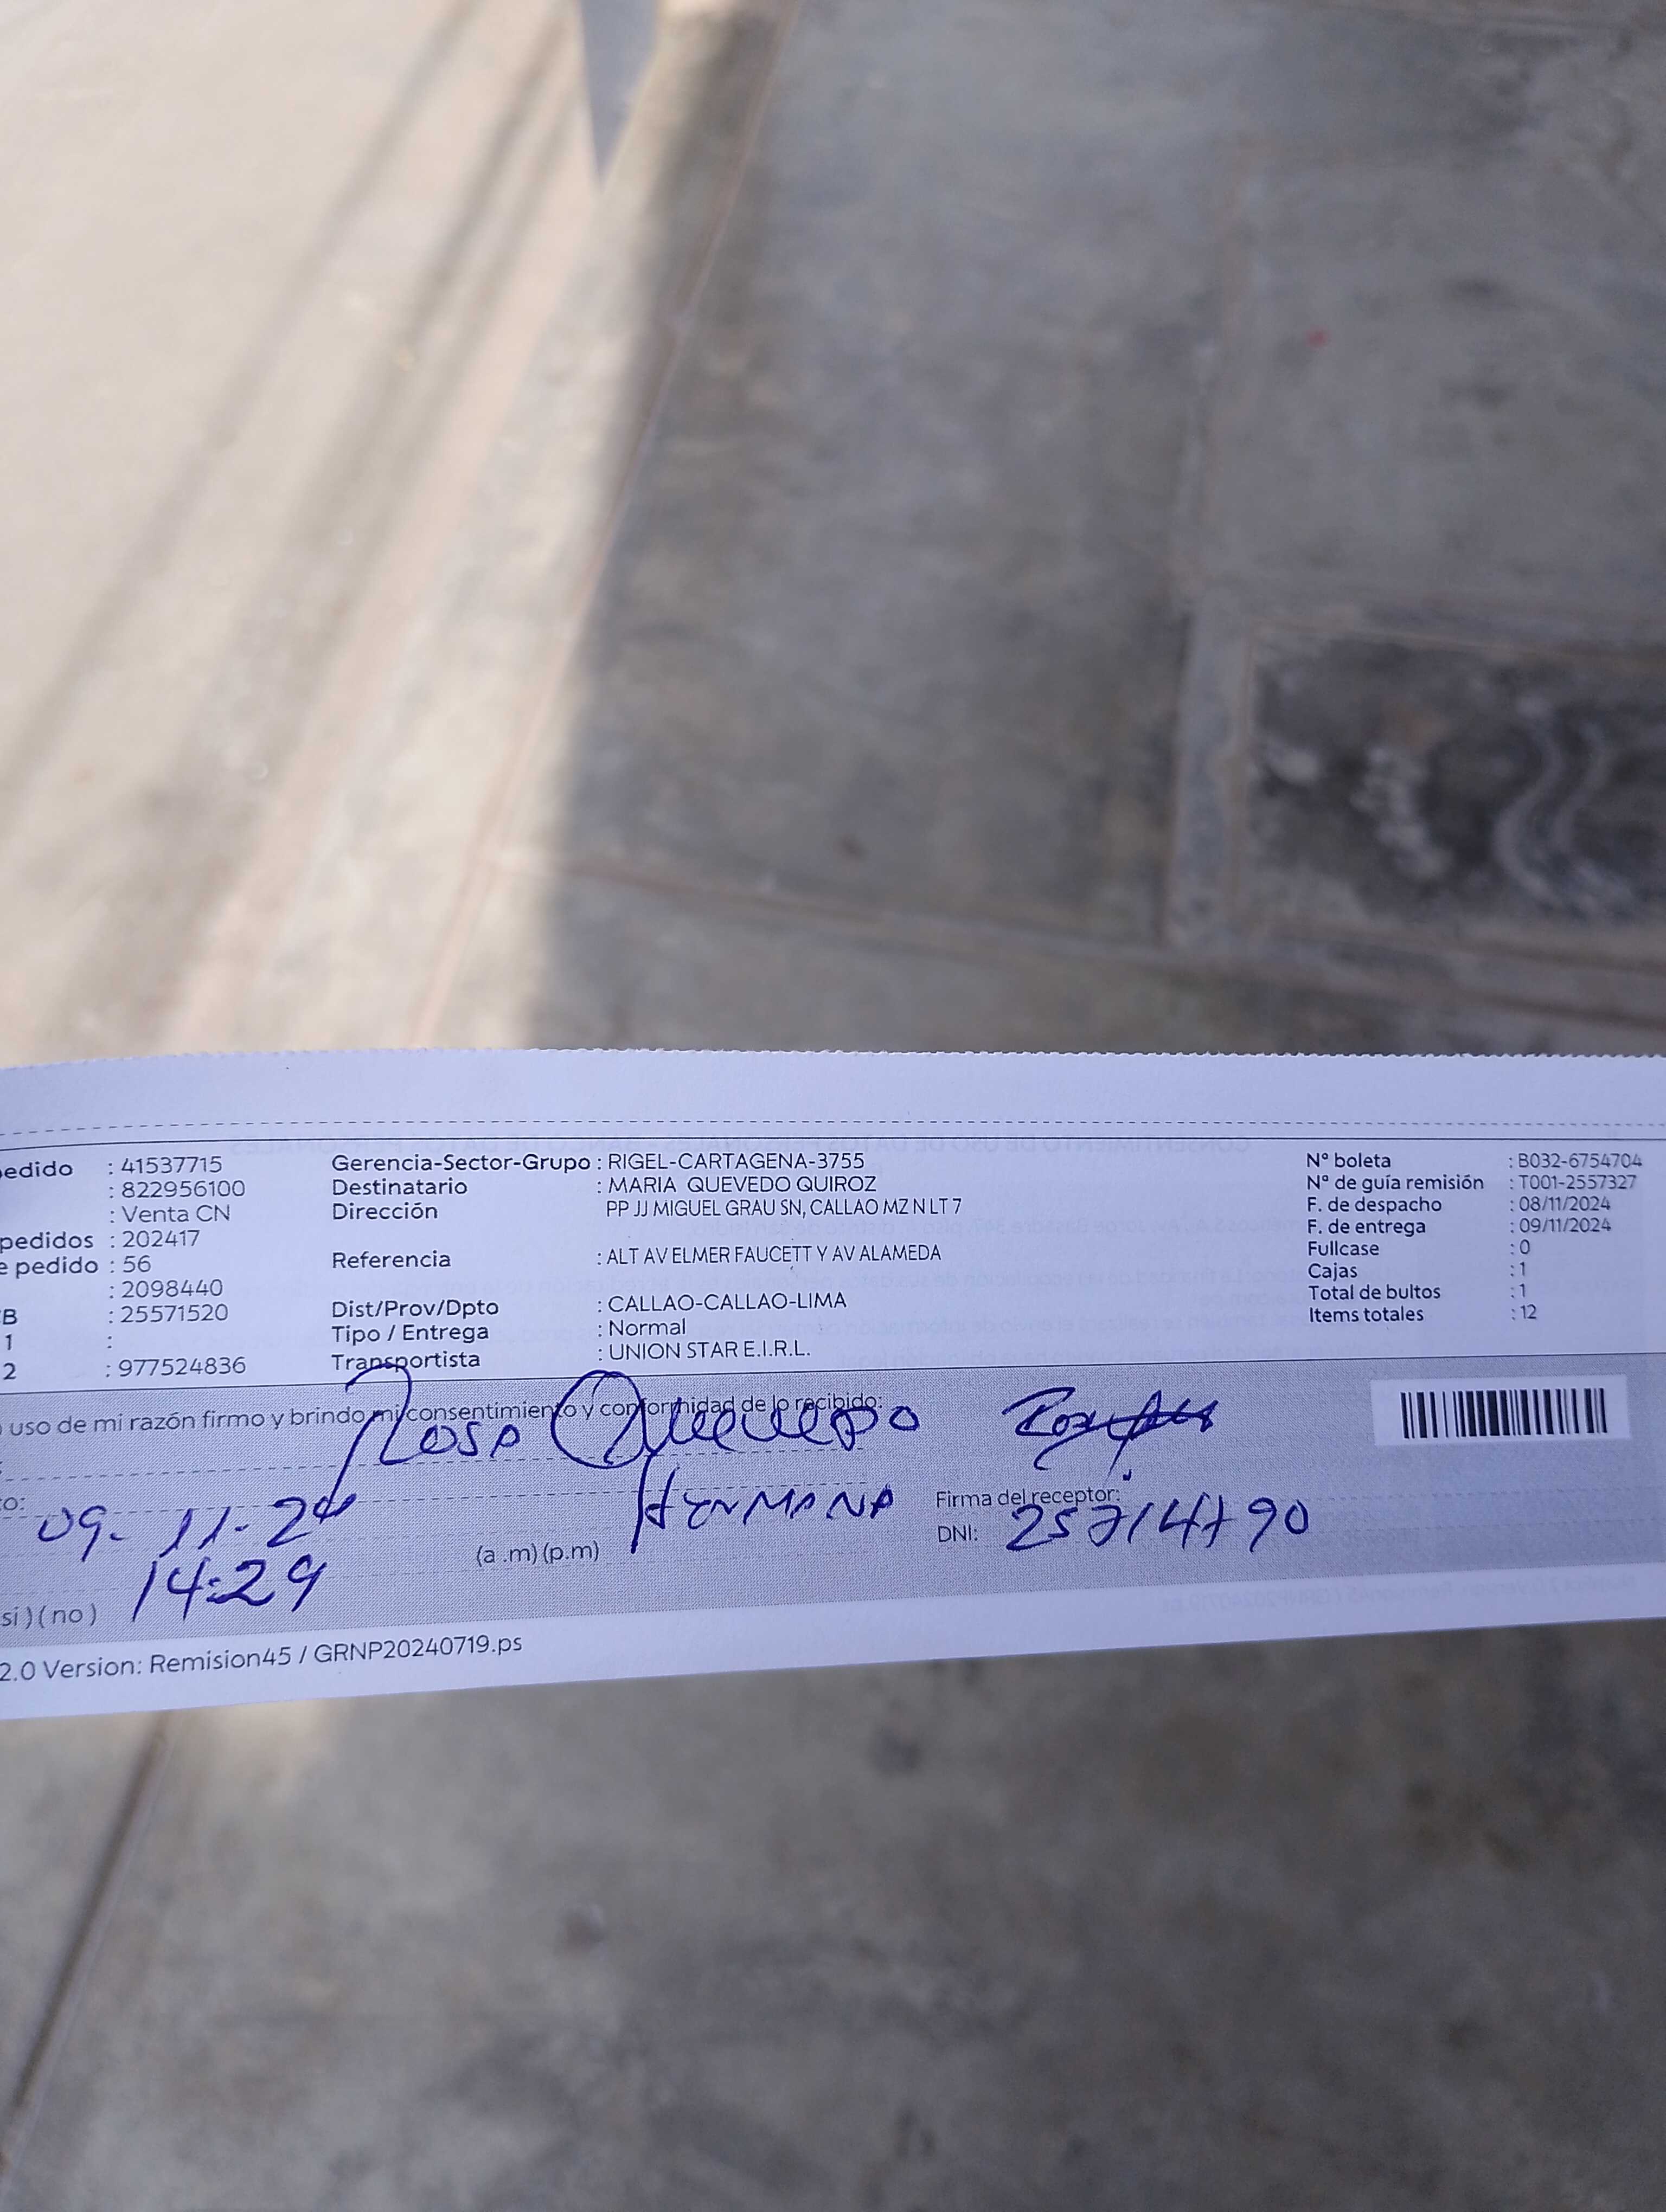 edido : 41537715
: 822956100
: Venta CN
pedidos : 202417
e pedido : 56
: 2098440
B : 25571520
1 :
2 : 977524836
Gerencia-Sector-Grupo : RIGEL-CARTAGENA-3755
Destinatario : MARIA QUEVEDO QUIROZ
Dirección PP JJ MIGUEL GRAU SN, CALLAO MZ N LT 7
Referencia : ALT AV ELMER FAUCETT Y AV ALAMEDA
Dist/Prov/Dpto : CALLAO-CALLAO-LIMA
Tipo / Entrega : Normal
Transportista : UNION STAR E.I.R.L.
N° boleta : B032-6754704
N° de guía remisión : T001-2557327
F. de despacho : 08/11/2024
F. de entrega : 09/11/2024
Fullcase : 0
Cajas : 1
Total de bultos : 1
Items totales : 12
uso de mi razón firmo y brindo mi consentimiento y conformidad de lo recibido:
Rosa Quevedo
o:
09-11-24
HERMANA
Firma del receptor:
DNI:
(a .m) (p.m)
14:29
si ) ( no )
2.0 Version: Remision45 / GRNP20240719.ps